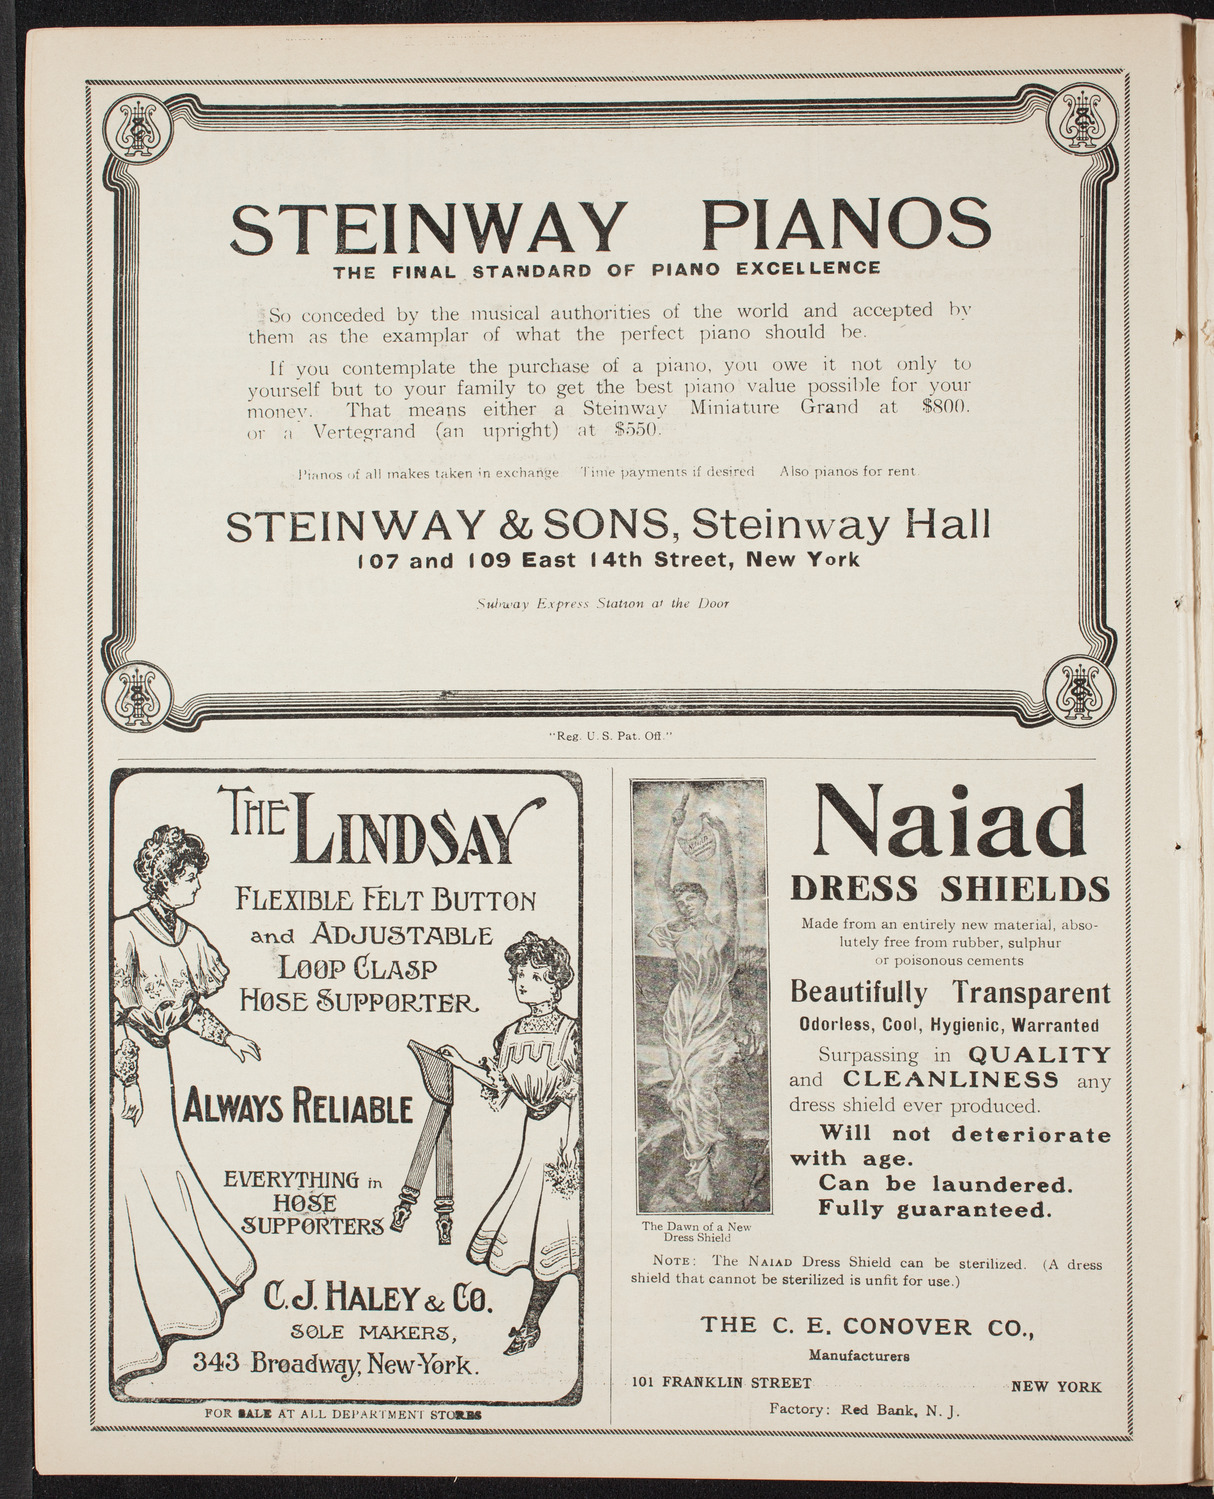 STEINWAY PIANOS
THE FINAL STANDARD OF PIANO EXCELLENCE
So conceded by the musical authorities of the world and accepted by
them as the examplar of what the perfect piano should be.
If you contemplate the purchase of a piano, you owe it not only to
yourself but to your family to get the best piano value possible for your
money. That means either a Steinway Miniature Grand at $800.
or a Vertegrand (an upright) at $550.
Pianos of all makes taken in exchange Time payments if desired Also pianos for rent.
STEINWAY & SONS, Steinway Hall
107 and 109 East 14th Street, New York
Subway Express Station at the Door
"Reg. U. S. Pat. Off."
THE LINDSAY
FLEXIBLE FELT BUTTON
and ADJUSTABLE
LOOP CLASP
HOSE SUPPORTER.
ALWAYS RELIABLE
EVERYTHING in
HOSE
SUPPORTERS
C. J. HALEY & CO.
SOLE MAKERS,
343 Broadway, New-York.
FOR SALE AT ALL DEPARTMENT STORES
Naiad
DRESS SHIELDS
Made from an entirely new material, abso-
lutely free from rubber, sulphur
or poisonous cements
Beautifully Transparent
Odorless, Cool, Hygienic, Warranted
Surpassing in QUALITY
and CLEANLINESS any
dress shield ever produced.
Will not deteriorate
with age.
Can be laundered.
Fully guaranteed.
The Dawn of a New
Dress Shield
NOTE: The NAIAD Dress Shield can be sterilized. (A dress
shield that cannot be sterilized is unfit for use.)
THE C. E. CONOVER CO.,
Manufacturers
101 FRANKLIN STREET NEW YORK
Factory: Red Bank, N. J.